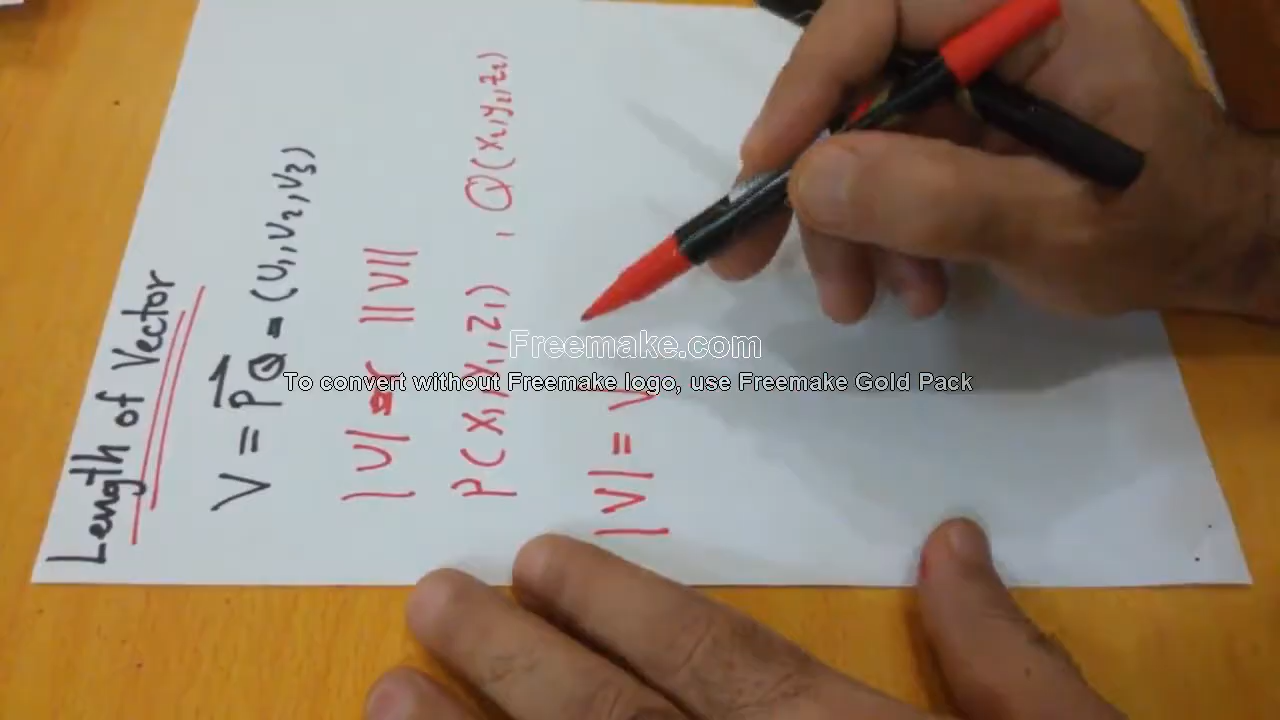 Length of Vector
V = PQ = (V1, V2, V3)
|V| or ||V||
P(x1, y1, z1) , Q(x2, y2, z2)
|V| = √
Freemake.com
To convert without Freemake logo, use Freemake Gold Pack